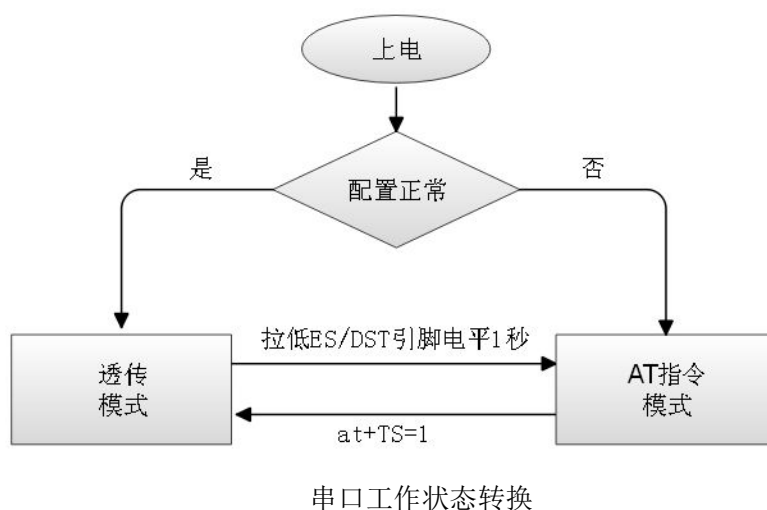 上电
是
否
配置正常
拉低ES/DST引脚电平1秒
透传
模式
AT指令
模式
at+TS=1
串口工作状态转换